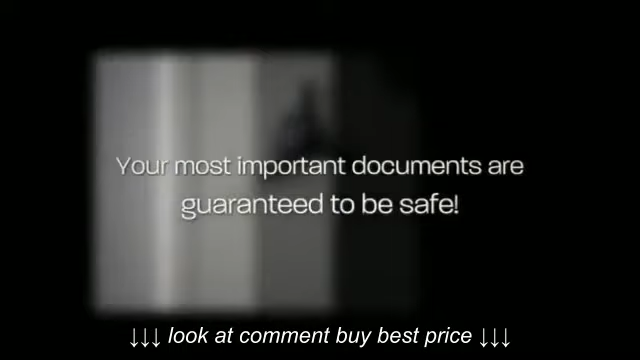 Your most important documents are
guaranteed to be safe!
↓↓↓ look at comment buy best price ↓↓↓